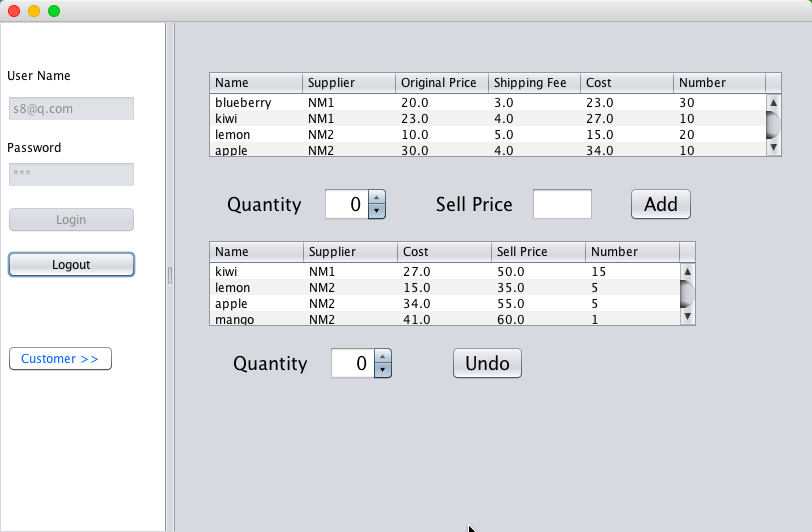 User Name
s8@q.com
Password
***
Login
Logout
Customer >>
Name Supplier Original Price Shipping Fee Cost Number
blueberry NM1 20.0 3.0 23.0 30
kiwi NM1 23.0 4.0 27.0 10
lemon NM2 10.0 5.0 15.0 20
apple NM2 30.0 4.0 34.0 10
Quantity 0 Sell Price Add
Name Supplier Cost Sell Price Number
kiwi NM1 27.0 50.0 15
lemon NM2 15.0 35.0 5
apple NM2 34.0 55.0 5
mango NM2 41.0 60.0 1
Quantity 0 Undo